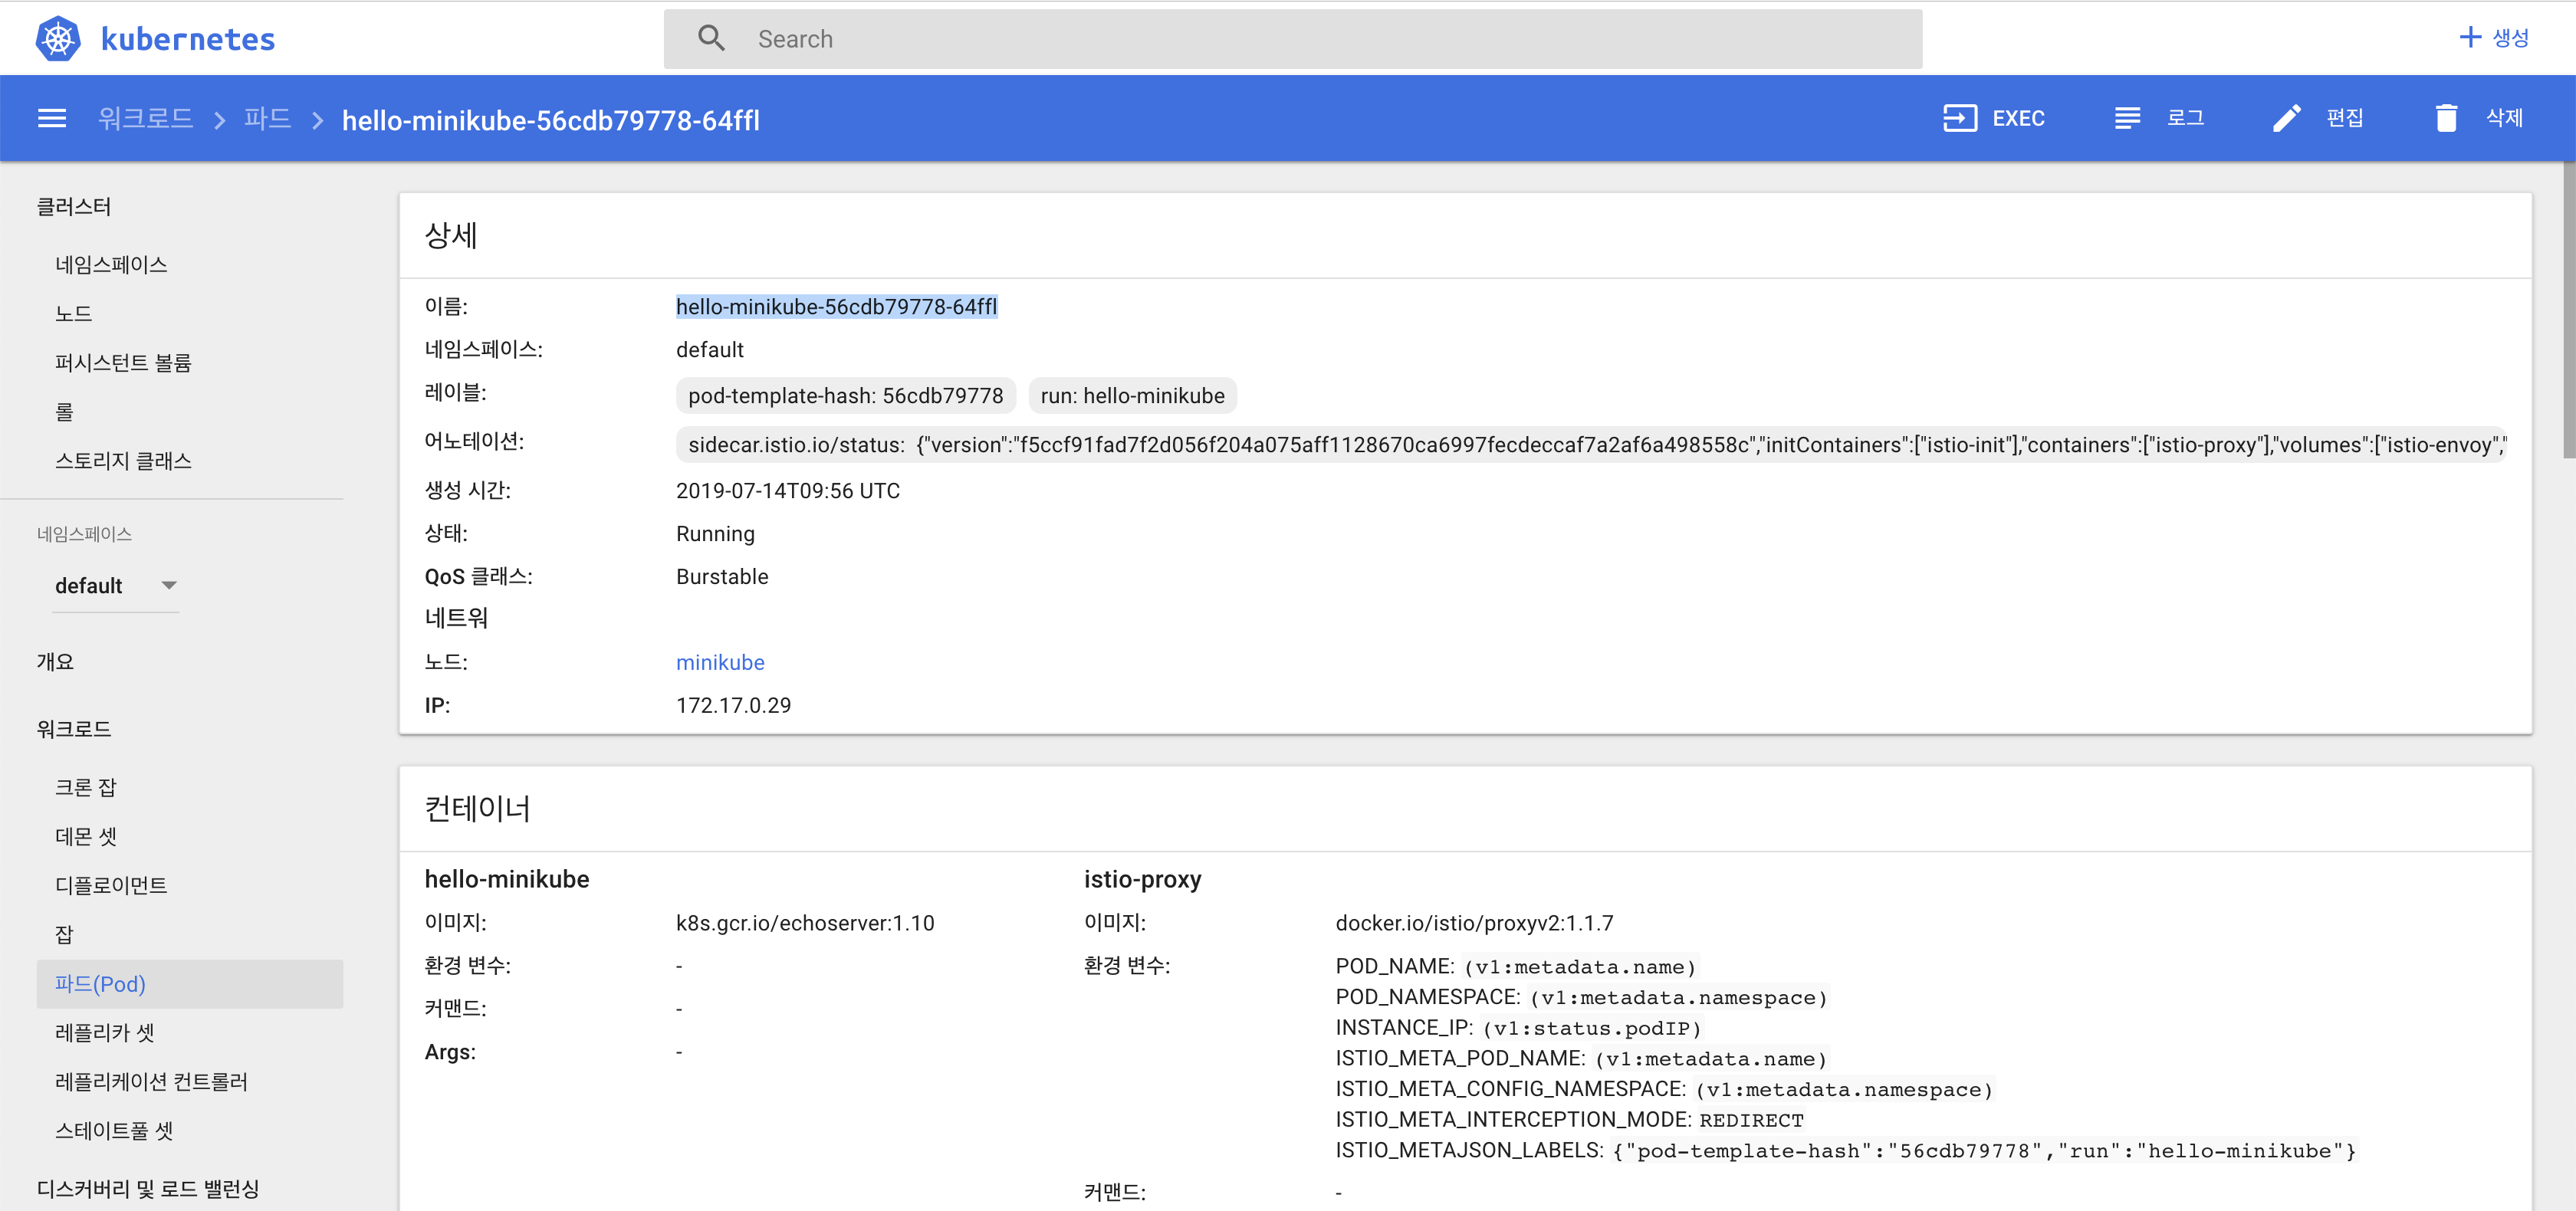 kubernetes
Search
생성
워크로드 > 파드 > hello-minikube-56cdb79778-64ffl
EXEC
로그
편집
삭제
클러스터
네임스페이스
노드
퍼시스턴트 볼륨
롤
스토리지 클래스
네임스페이스
default
개요
워크로드
크론 잡
데몬 셋
디플로이먼트
잡
파드(Pod)
레플리카 셋
레플리케이션 컨트롤러
스테이트풀 셋
디스커버리 및 로드 밸런싱
상세
이름: hello-minikube-56cdb79778-64ffl
네임스페이스: default
레이블: pod-template-hash: 56cdb79778 run: hello-minikube
어노테이션: sidecar.istio.io/status: {"version":"f5ccf91fad7f2d056f204a075aff1128670ca6997fecdeccaf7a2af6a498558c","initContainers":["istio-init"],"containers":["istio-proxy"],"volumes":["istio-envoy","
생성 시간: 2019-07-14T09:56 UTC
상태: Running
QoS 클래스: Burstable
네트워
노드: minikube
IP: 172.17.0.29
컨테이너
hello-minikube
이미지: k8s.gcr.io/echoserver:1.10
환경 변수: -
커맨드: -
Args: -
istio-proxy
이미지: docker.io/istio/proxyv2:1.1.7
환경 변수: POD_NAME: (v1:metadata.name)
POD_NAMESPACE: (v1:metadata.namespace)
INSTANCE_IP: (v1:status.podIP)
ISTIO_META_POD_NAME: (v1:metadata.name)
ISTIO_META_CONFIG_NAMESPACE: (v1:metadata.namespace)
ISTIO_META_INTERCEPTION_MODE: REDIRECT
ISTIO_METAJSON_LABELS: {"pod-template-hash":"56cdb79778","run":"hello-minikube"}
커맨드: -